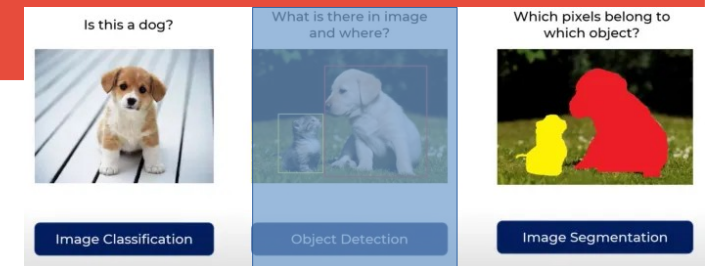 Is this a dog?
What is there in image
and where?
Which pixels belong to
which object?
Image Classification
Object Detection
Image Segmentation